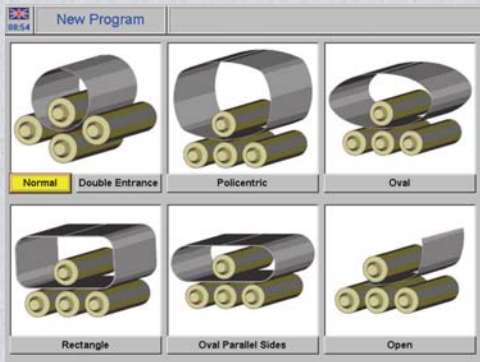 New Program
08:54
Normal
Double Entrance
Policentric
Oval
Rectangle
Oval Parallel Sides
Open